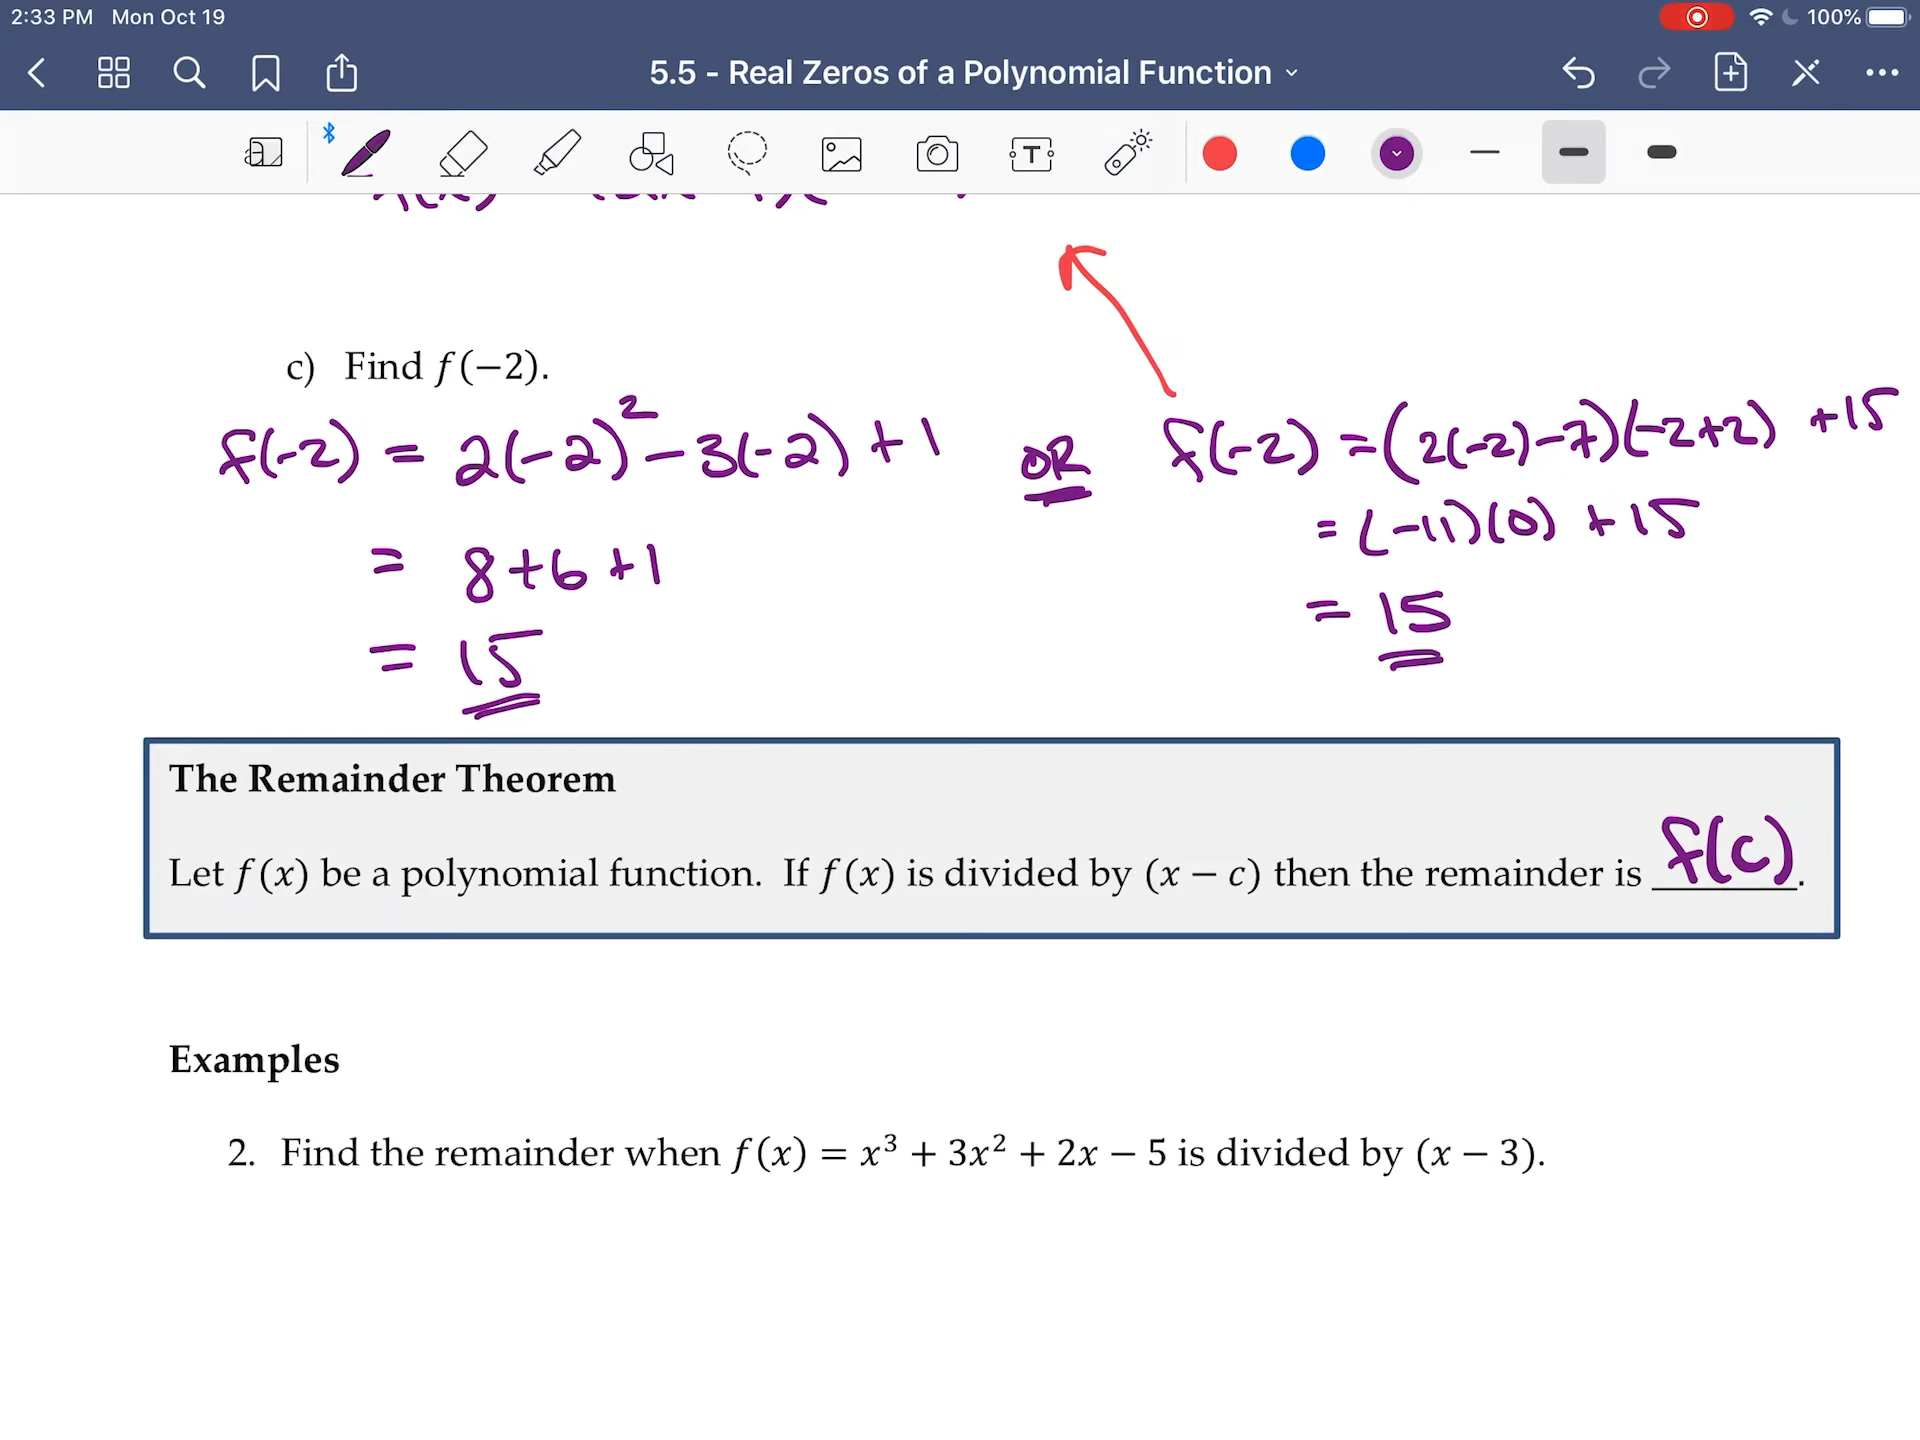 2:33 PM Mon Oct 19
100%
5.5 - Real Zeros of a Polynomial Function
c) Find f(−2).
f(-2) = 2(-2)² - 3(-2) + 1 OR f(-2) = (2(-2)-7)(-2+2) +15
= 8+6+1
= (-11)(0) + 15
= 15
= 15
The Remainder Theorem
Let f(x) be a polynomial function. If f(x) is divided by (x − c) then the remainder is f(c).
Examples
2. Find the remainder when f(x) = x³ + 3x² + 2x − 5 is divided by (x − 3).